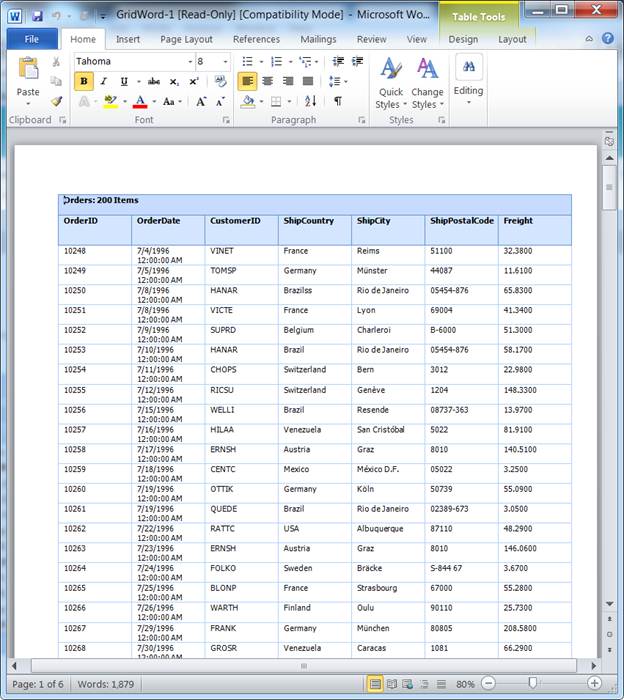 GridWord-1 [Read-Only] [Compatibility Mode] - Microsoft Wo...
Table Tools
File Home Insert Page Layout References Mailings Review View Design Layout
Tahoma 8
Paste
B I U abc x₂ x²
A A Aa A A
Quick Styles
Change Styles
Editing
Clipboard Font Paragraph Styles
Orders: 200 Items
OrderID OrderDate CustomerID ShipCountry ShipCity ShipPostalCode Freight
10248 7/4/1996 12:00:00 AM VINET France Reims 51100 32.3800
10249 7/5/1996 12:00:00 AM TOMSP Germany Münster 44087 11.6100
10250 7/8/1996 12:00:00 AM HANAR Brazilss Rio de Janeiro 05454-876 65.8300
10251 7/8/1996 12:00:00 AM VICTE France Lyon 69004 41.3400
10252 7/9/1996 12:00:00 AM SUPRD Belgium Charleroi B-6000 51.3000
10253 7/10/1996 12:00:00 AM HANAR Brazil Rio de Janeiro 05454-876 58.1700
10254 7/11/1996 12:00:00 AM CHOPS Switzerland Bern 3012 22.9800
10255 7/12/1996 12:00:00 AM RICSU Switzerland Genève 1204 148.3300
10256 7/15/1996 12:00:00 AM WELLI Brazil Resende 08737-363 13.9700
10257 7/16/1996 12:00:00 AM HILAA Venezuela San Cristóbal 5022 81.9100
10258 7/17/1996 12:00:00 AM ERNSH Austria Graz 8010 140.5100
10259 7/18/1996 12:00:00 AM CENTC Mexico México D.F. 05022 3.2500
10260 7/19/1996 12:00:00 AM OTTIK Germany Köln 50739 55.0900
10261 7/19/1996 12:00:00 AM QUEDE Brazil Rio de Janeiro 02389-673 3.0500
10262 7/22/1996 12:00:00 AM RATTC USA Albuquerque 87110 48.2900
10263 7/23/1996 12:00:00 AM ERNSH Austria Graz 8010 146.0600
10264 7/24/1996 12:00:00 AM FOLKO Sweden Bräcke S-844 67 3.6700
10265 7/25/1996 12:00:00 AM BLONP France Strasbourg 67000 55.2800
10266 7/26/1996 12:00:00 AM WARTH Finland Oulu 90110 25.7300
10267 7/29/1996 12:00:00 AM FRANK Germany München 80805 208.5800
10268 7/30/1996 12:00:00 AM GROSR Venezuela Caracas 1081 66.2900
Page: 1 of 6 Words: 1,879 80%